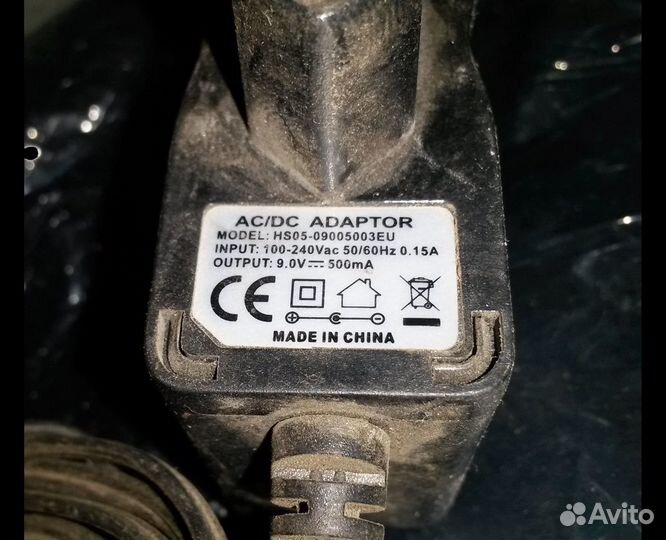 AC/DC ADAPTOR
MODEL: HS05-09005003EU
INPUT: 100-240Vac 50/60Hz 0.15A
OUTPUT: 9.0V⎓500mA
CE
MADE IN CHINA
Avito